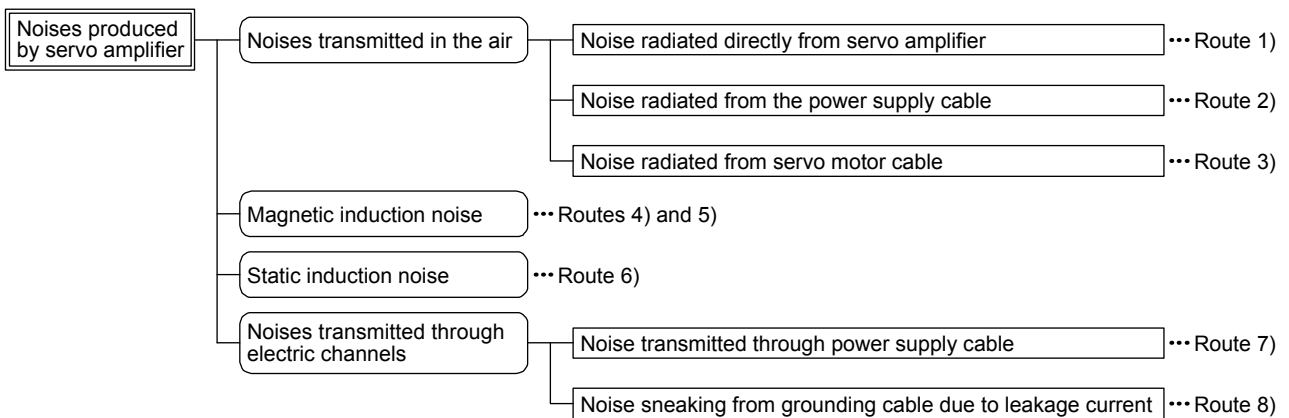 Noises produced
by servo amplifier
Noises transmitted in the air
Noise radiated directly from servo amplifier
••• Route 1)
Noise radiated from the power supply cable
••• Route 2)
Noise radiated from servo motor cable
••• Route 3)
Magnetic induction noise
••• Routes 4) and 5)
Static induction noise
••• Route 6)
Noises transmitted through
electric channels
Noise transmitted through power supply cable
••• Route 7)
Noise sneaking from grounding cable due to leakage current
••• Route 8)